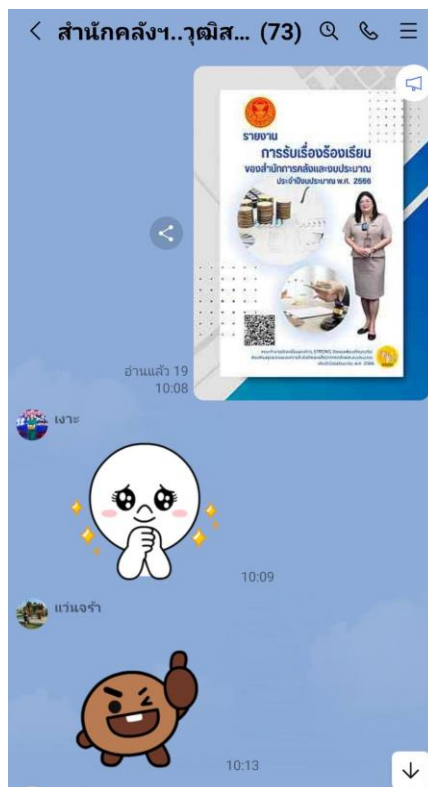 สำนักคลังฯ..วุฒิส... (73)
รายงาน
การรับเรื่องร้องเรียน
ของสำนักการคลังและงบประมาณ
ประจำปีงบประมาณ พ.ศ. 2566
อ่านแล้ว 19
10:08
เงาะ
10:09
แว่นจร้า
10:13